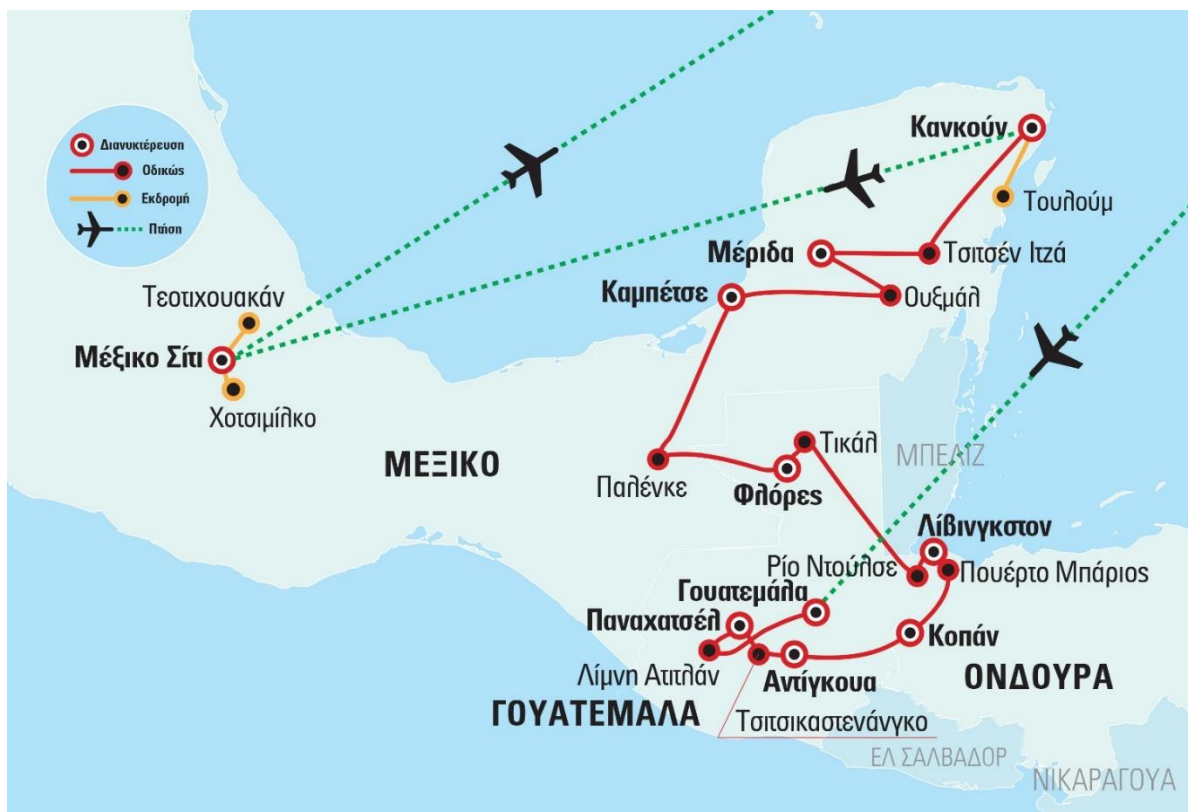 Κανκούν
Διανυκτέρευση
Οδικώς
Εκδρομή
Πτήση
Τουλούμ
Μέριδα
Τσιτσέν Ιτζά
Καμπέτσε
Ουξμάλ
Τεοτιχουακάν
Μέξικο Σίτι
Χοτσιμίλκο
ΜΕΞΙΚΟ
Παλένκε
Τικάλ
ΜΠΕΛΙΖ
Φλόρες
Λίβινγκστον
Ρίο Ντούλσε
Πουέρτο Μπάριος
Γουατεμάλα
Παναχατσέλ
Κοπάν
Λίμνη Ατιτλάν
Αντίγκουα
ΟΝΔΟΥΡΑ
ΓΟΥΑΤΕΜΑΛΑ
Τσιτσικαστενάνγκο
ΕΛ ΣΑΛΒΑΔΟΡ
ΝΙΚΑΡΑΓΟΥΑ